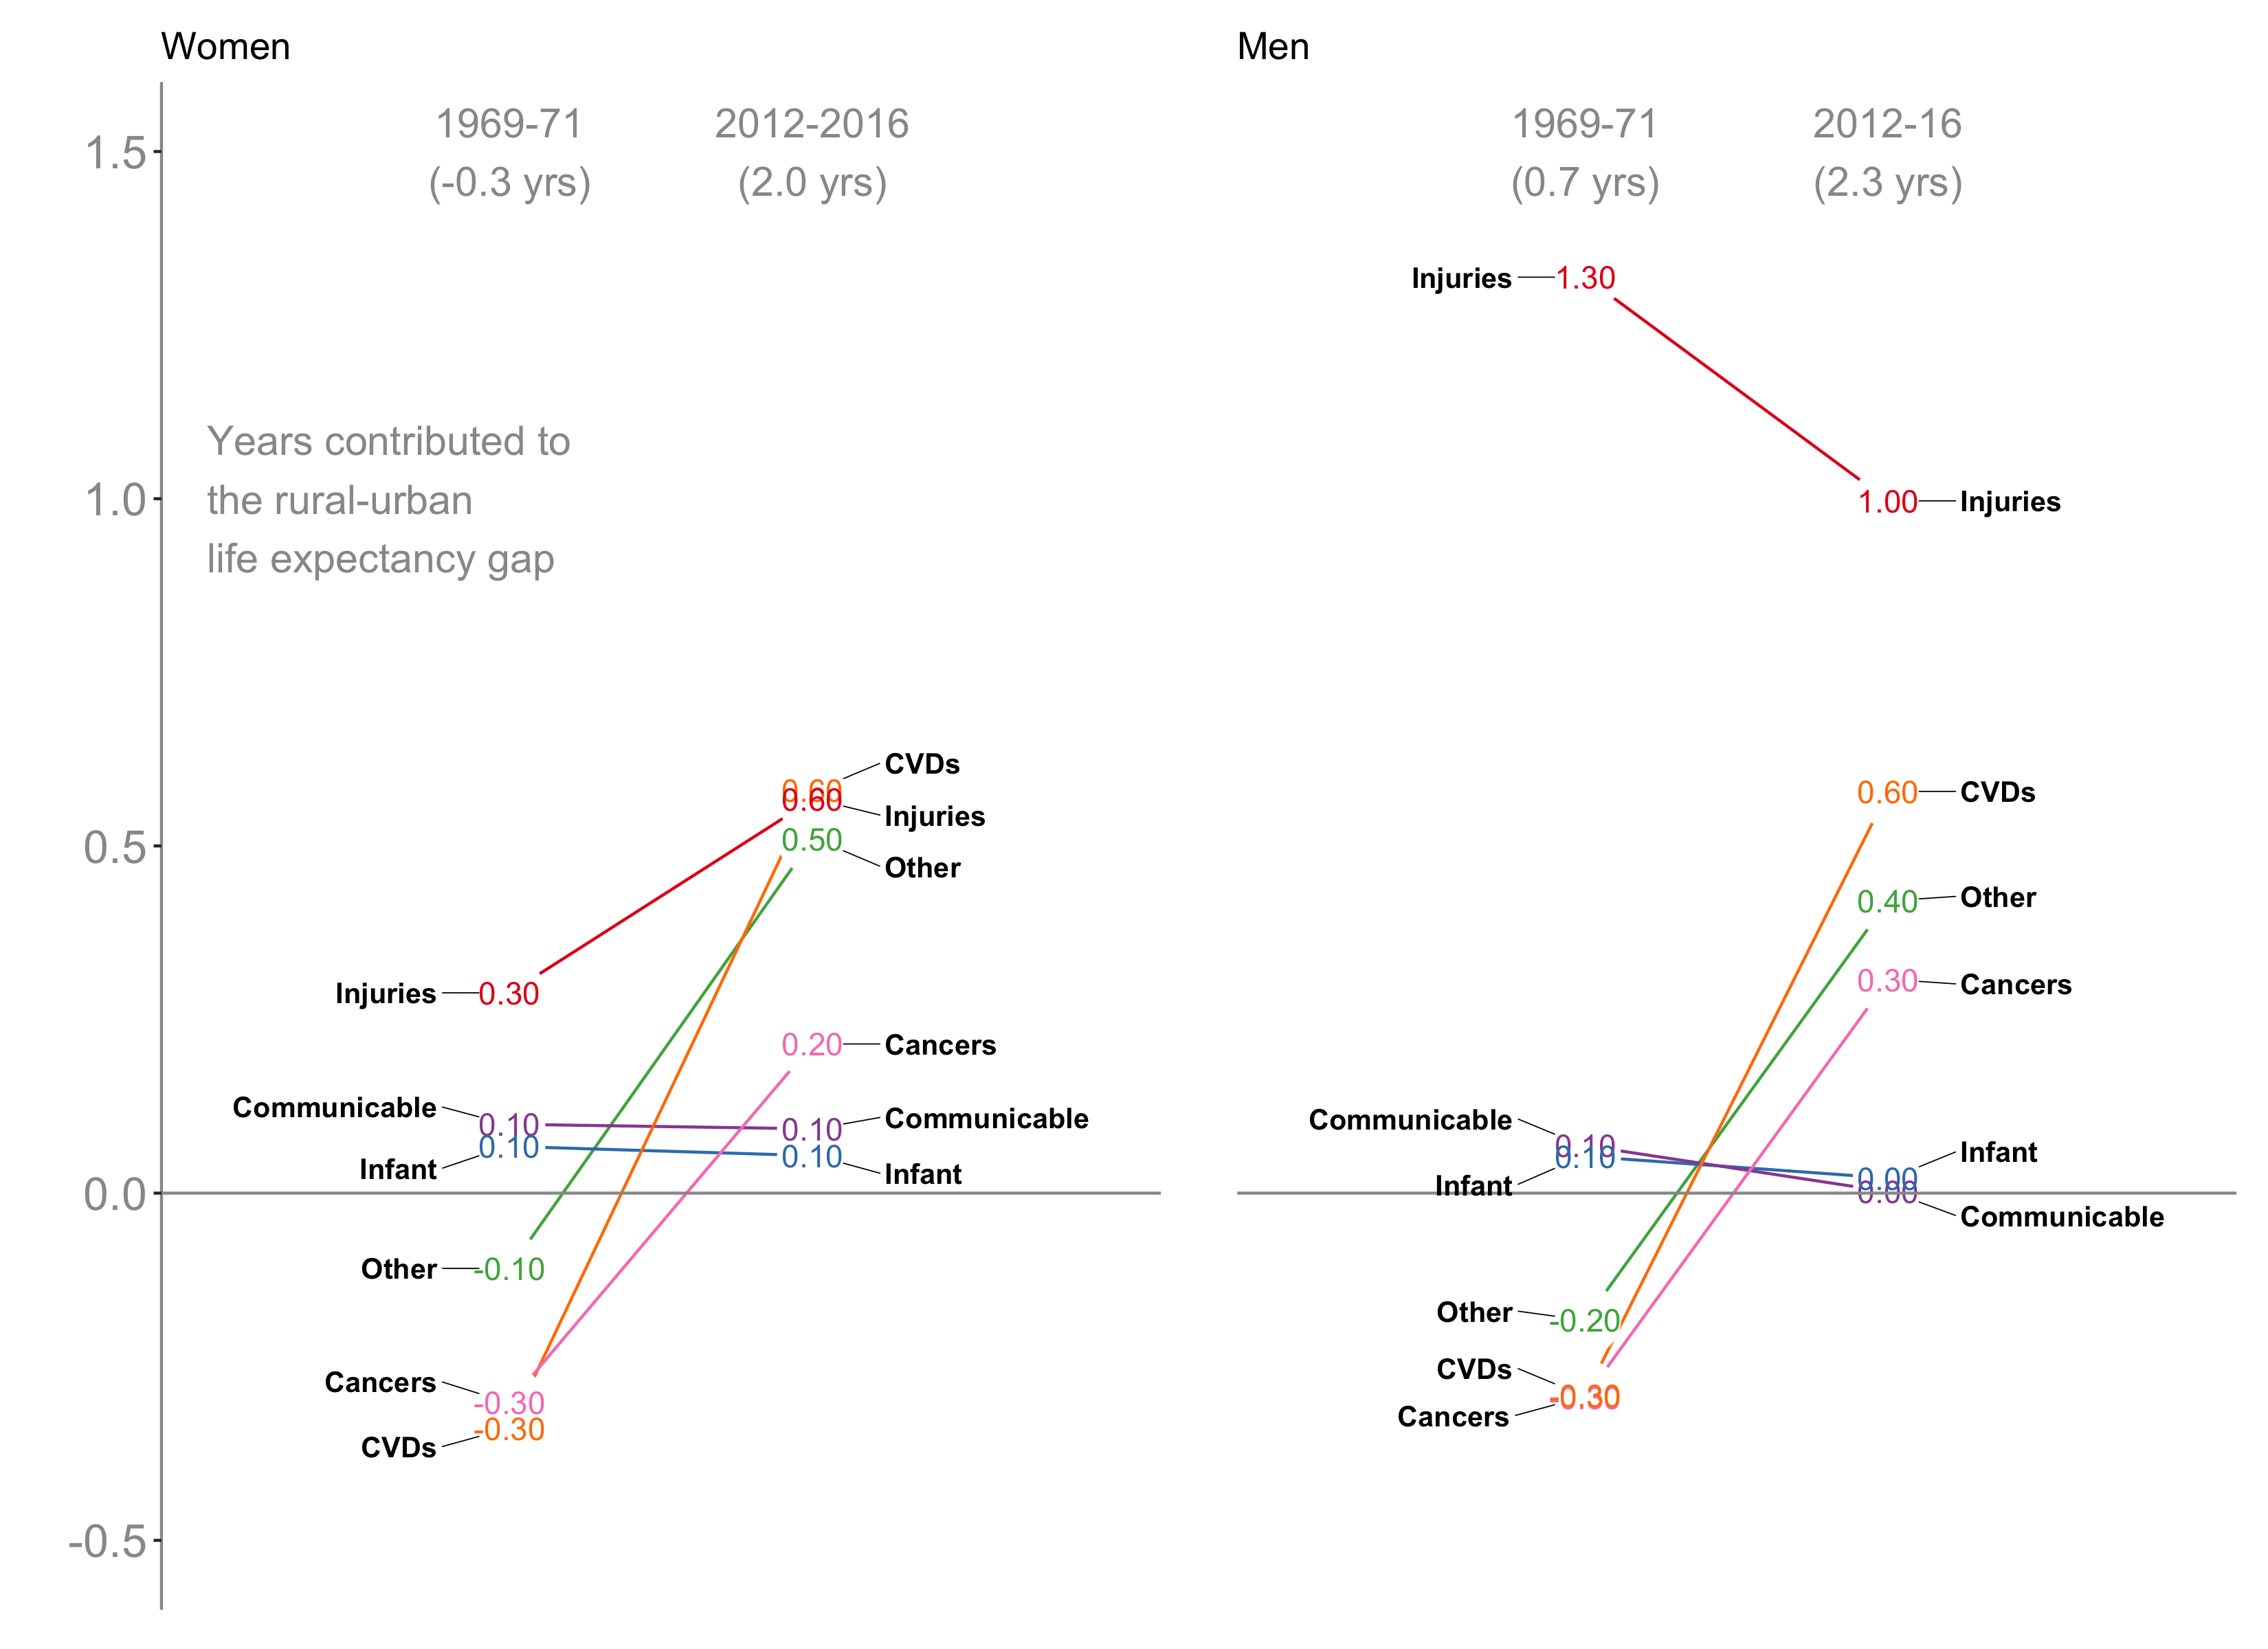 Women
1969-71
(-0.3 yrs)
2012-2016
(2.0 yrs)
1.5
1.0
0.5
0.0
-0.5
Years contributed to
the rural-urban
life expectancy gap
Injuries
0.30
Communicable
0.10
0.10
Infant
Other
-0.10
Cancers
-0.30
-0.30
CVDs
0.60
CVDs
0.60
Injuries
0.50
Other
0.20
Cancers
0.10
Communicable
0.10
Infant
Men
1969-71
(0.7 yrs)
2012-16
(2.3 yrs)
Injuries
1.30
Communicable
0.10
0.10
Infant
Other
-0.20
CVDs
-0.30
-0.30
Cancers
1.00
Injuries
0.60
CVDs
0.40
Other
0.30
Cancers
0.00
Infant
0.00
Communicable